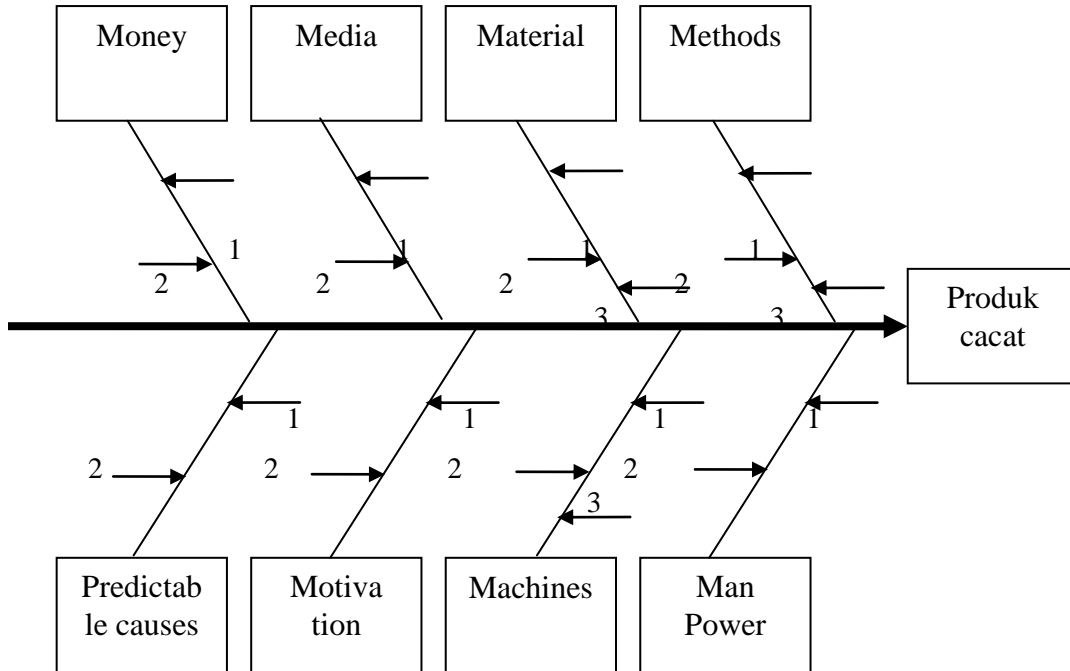 Money
Media
Material
Methods
1
1
1
1
2
2
2
2
3
3
Produk
cacat
1
1
1
1
2
2
2
2
3
Predictab
le causes
Motiva
tion
Machines
Man
Power